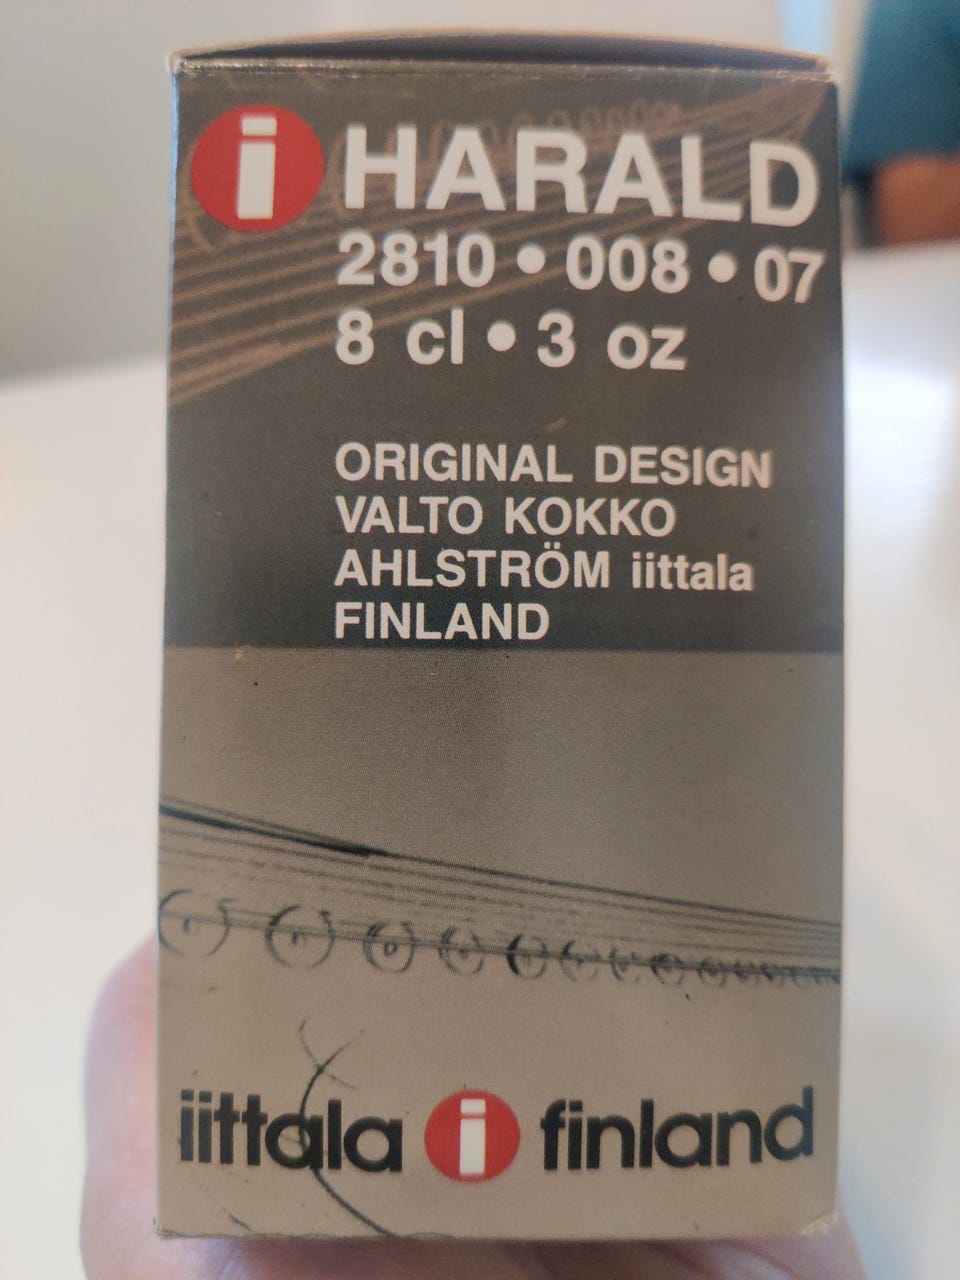 i HARALD
2810 • 008 • 07
8 cl • 3 oz
ORIGINAL DESIGN
VALTO KOKKO
AHLSTRÖM iittala
FINLAND
iittala i finland